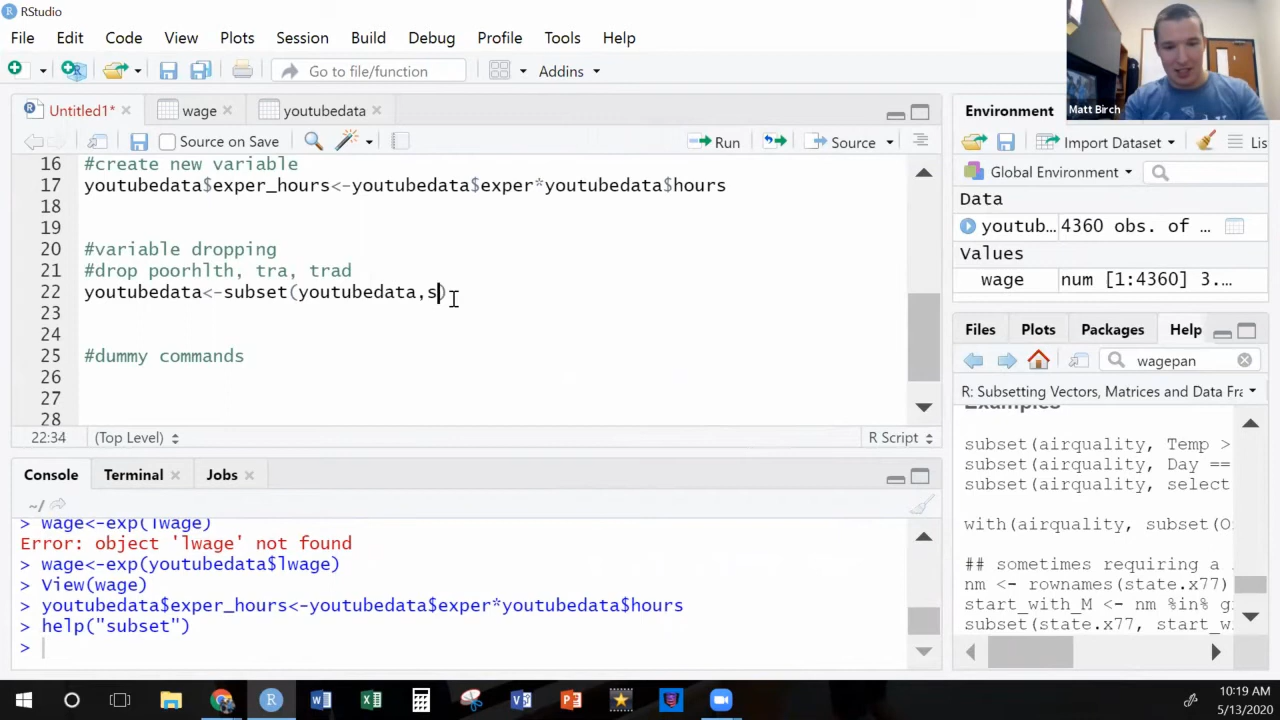 RStudio
File Edit Code View Plots Session Build Debug Profile Tools Help
Go to file/function Addins
Matt Birch
Untitled1* wage youtubedata
Source on Save Run Source
16 #create new variable
17 youtubedata$exper_hours<-youtubedata$exper*youtubedata$hours
18
19
20 #variable dropping
21 #drop poorhlth, tra, trad
22 youtubedata<-subset(youtubedata,s)
23
24
25 #dummy commands
26
27
28
22:34 (Top Level) R Script
Console Terminal Jobs
~/
> wage<-exp(lwage)
Error: object 'lwage' not found
> wage<-exp(youtubedata$lwage)
> View(wage)
> youtubedata$exper_hours<-youtubedata$exper*youtubedata$hours
> help("subset")
>
Environment
Import Dataset Lis
Global Environment
Data
youtub... 4360 obs. of ...
Values
wage num [1:4360] 3....
Files Plots Packages Help
wagepan
R: Subsetting Vectors, Matrices and Data Fra
Examples
subset(airquality, Temp >
subset(airquality, Day ==
subset(airquality, select
with(airquality, subset(O
## sometimes requiring a
nm <- rownames(state.x77)
start_with_M <- nm %in% g
subset(state.x77, start_w
10:19 AM
5/13/2020